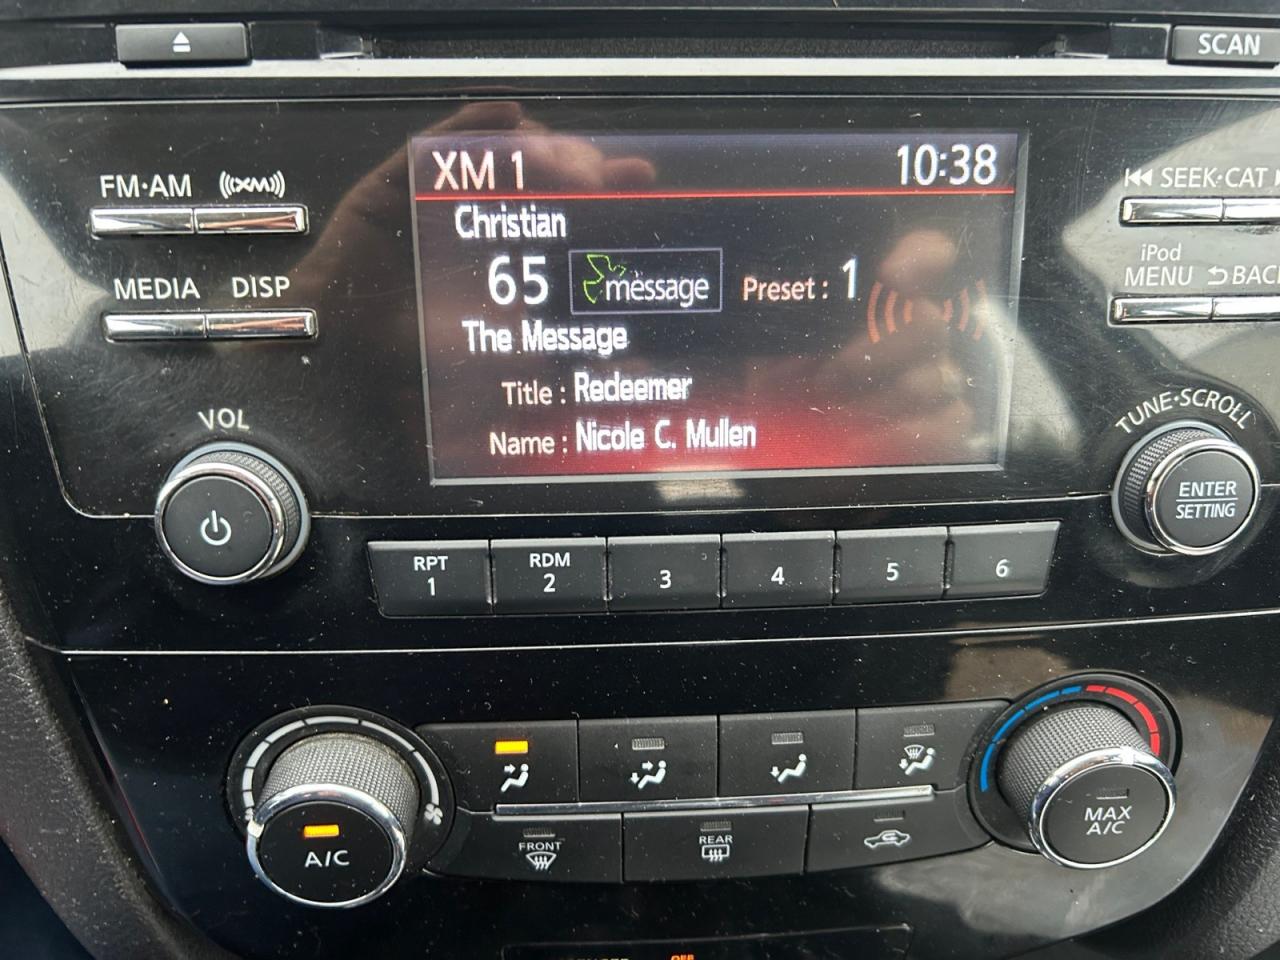 SCAN
FM·AM
(((XM)))
XM 1
10:38
SEEK·CAT
Christian
65
message
Preset : 1
iPod
MENU
BACK
MEDIA
DISP
The Message
Title : Redeemer
Name : Nicole C. Mullen
VOL
TUNE·SCROLL
ENTER
SETTING
RPT
1
RDM
2
3
4
5
6
A/C
FRONT
REAR
MAX
A/C
OFF